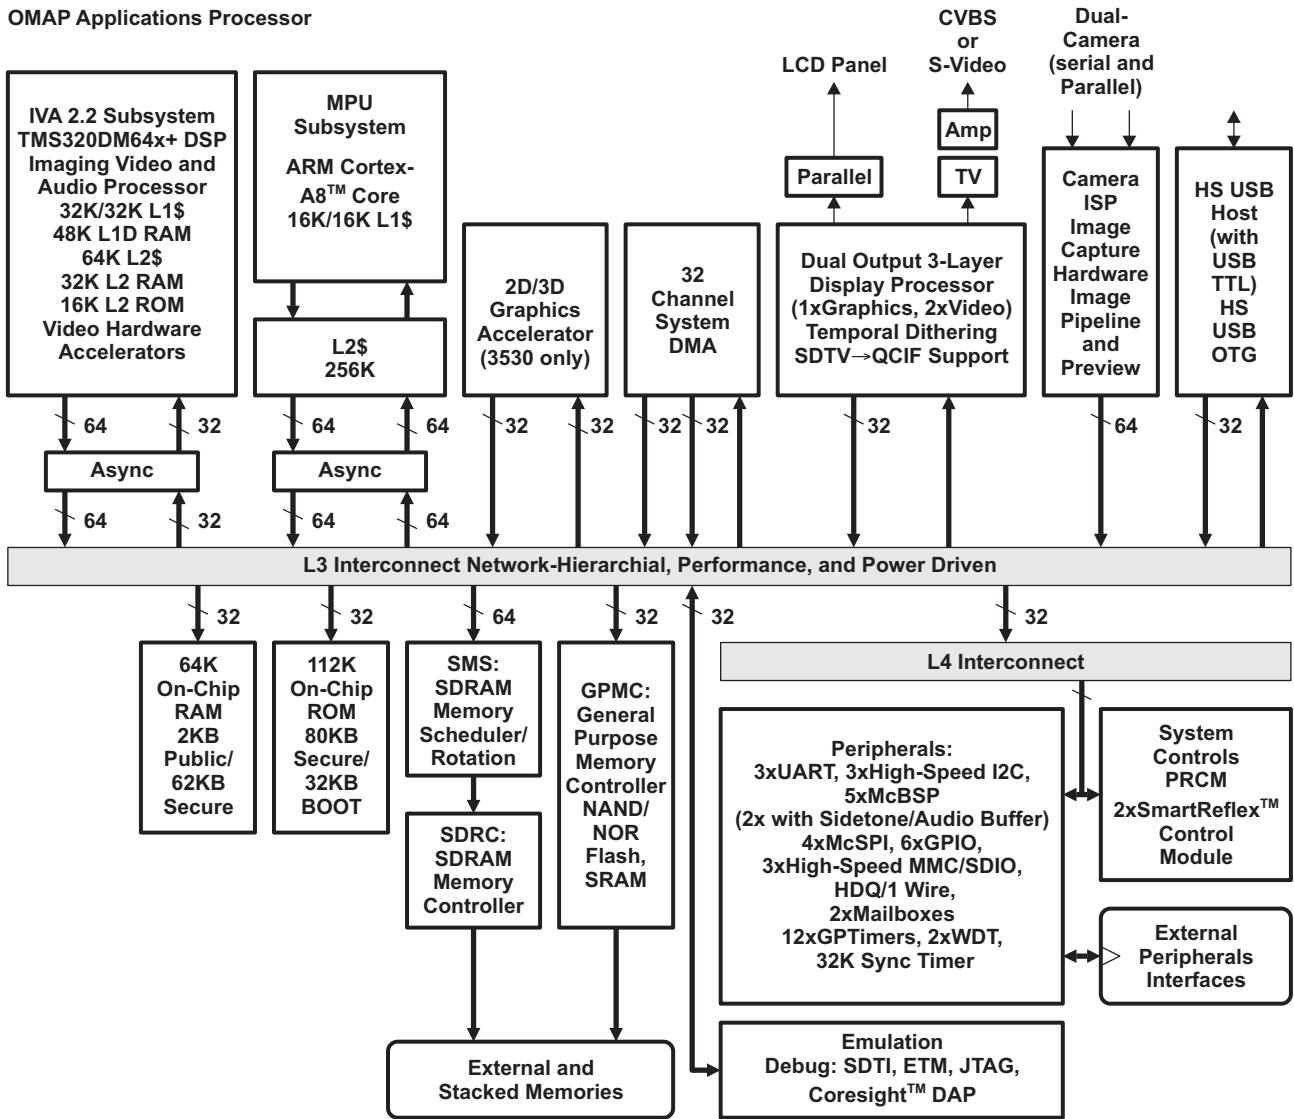 OMAP Applications Processor
IVA 2.2 Subsystem
TMS320DM64x+ DSP
Imaging Video and
Audio Processor
32K/32K L1$
48K L1D RAM
64K L2$
32K L2 RAM
16K L2 ROM
Video Hardware
Accelerators
MPU
Subsystem
ARM Cortex-
A8™ Core
16K/16K L1$
L2$
256K
2D/3D
Graphics
Accelerator
(3530 only)
32
Channel
System
DMA
LCD Panel
Parallel
CVBS
or
S-Video
Amp
TV
Dual Output 3-Layer
Display Processor
(1xGraphics, 2xVideo)
Temporal Dithering
SDTV→QCIF Support
Dual-
Camera
(serial and
Parallel)
Camera
ISP
Image
Capture
Hardware
Image
Pipeline
and
Preview
HS USB
Host
(with
USB
TTL)
HS
USB
OTG
64
32
64
64
32
32
32
32
32
64
32
Async
Async
64
32
64
64
L3 Interconnect Network-Hierarchial, Performance, and Power Driven
32
32
64
32
32
32
64K
On-Chip
RAM
2KB
Public/
62KB
Secure
112K
On-Chip
ROM
80KB
Secure/
32KB
BOOT
SMS:
SDRAM
Memory
Scheduler/
Rotation
SDRC:
SDRAM
Memory
Controller
GPMC:
General
Purpose
Memory
Controller
NAND/
NOR
Flash,
SRAM
L4 Interconnect
Peripherals:
3xUART, 3xHigh-Speed I2C,
5xMcBSP
(2x with Sidetone/Audio Buffer)
4xMcSPI, 6xGPIO,
3xHigh-Speed MMC/SDIO,
HDQ/1 Wire,
2xMailboxes
12xGPTimers, 2xWDT,
32K Sync Timer
System
Controls
PRCM
2xSmartReflex™
Control
Module
External
Peripherals
Interfaces
External and
Stacked Memories
Emulation
Debug: SDTI, ETM, JTAG,
Coresight™ DAP